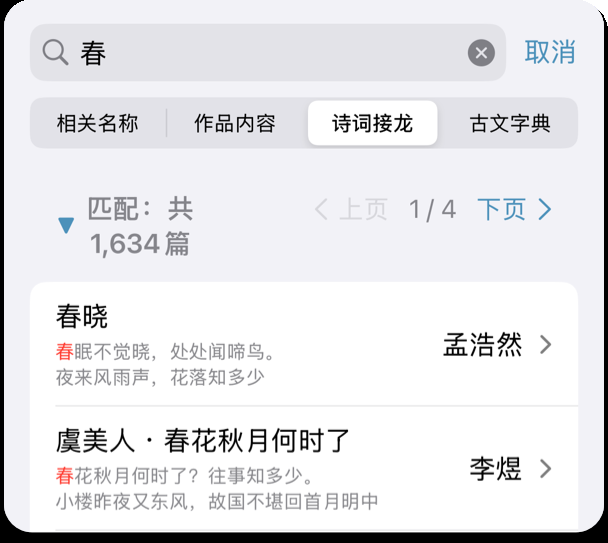 春 取消
相关名称 作品内容 诗词接龙 古文字典
匹配：共 上页 1/4 下页
1,634篇
春晓
春眠不觉晓，处处闻啼鸟。
孟浩然
夜来风雨声，花落知多少
虞美人·春花秋月何时了
春花秋月何时了？往事知多少。
李煜
小楼昨夜又东风，故国不堪回首月明中